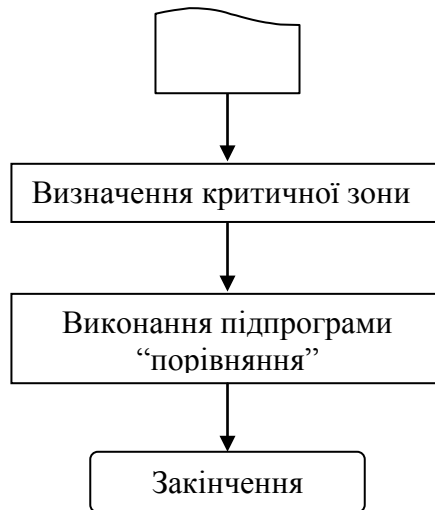 Визначення критичної зони
Виконання підпрограми
“порівняння”
Закінчення